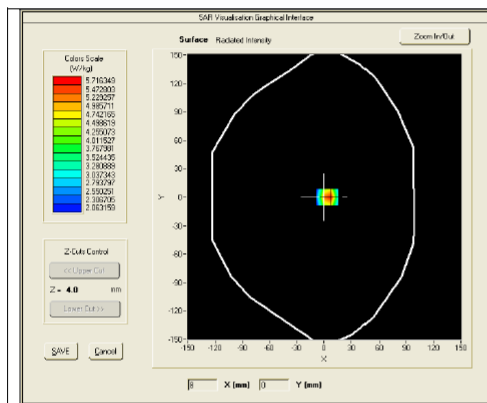 SAR Visualisation Graphical Interface
Surface Radiated Intensity
Zoom In/Out
Colors Scale
(W/kg)
5.716349
5.472603
5.229257
4.985711
4.742165
4.498619
4.255073
4.011527
3.767981
3.524435
3.280889
3.037343
2.793797
2.550251
2.306705
2.063159
150
120
90
60
30
0
-30
-60
-90
-120
-150
Y
-150 -120 -90 -60 -30 0 30 60 90 120 150
X
Z-Cuts Control
<< Upper Cut
Z = 4.0 mm
Lower Cut >>
SAVE Cancel
8 X (mm) 0 Y (mm)